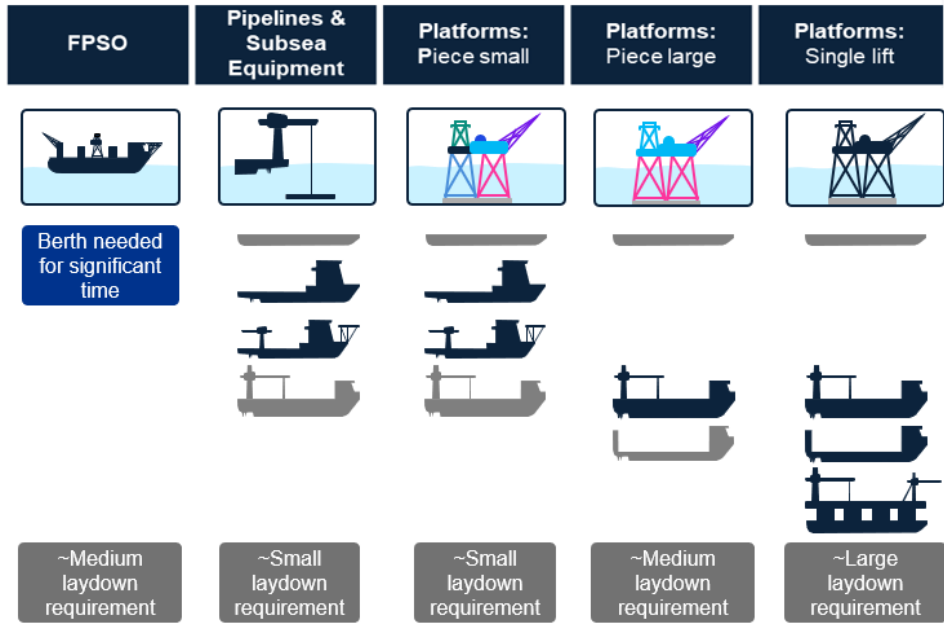 FPSO
Pipelines &
Subsea
Equipment
Platforms:
Piece small
Platforms:
Piece large
Platforms:
Single lift
Berth needed
for significant
time
~Medium
laydown
requirement
~Small
laydown
requirement
~Small
laydown
requirement
~Medium
laydown
requirement
~Large
laydown
requirement